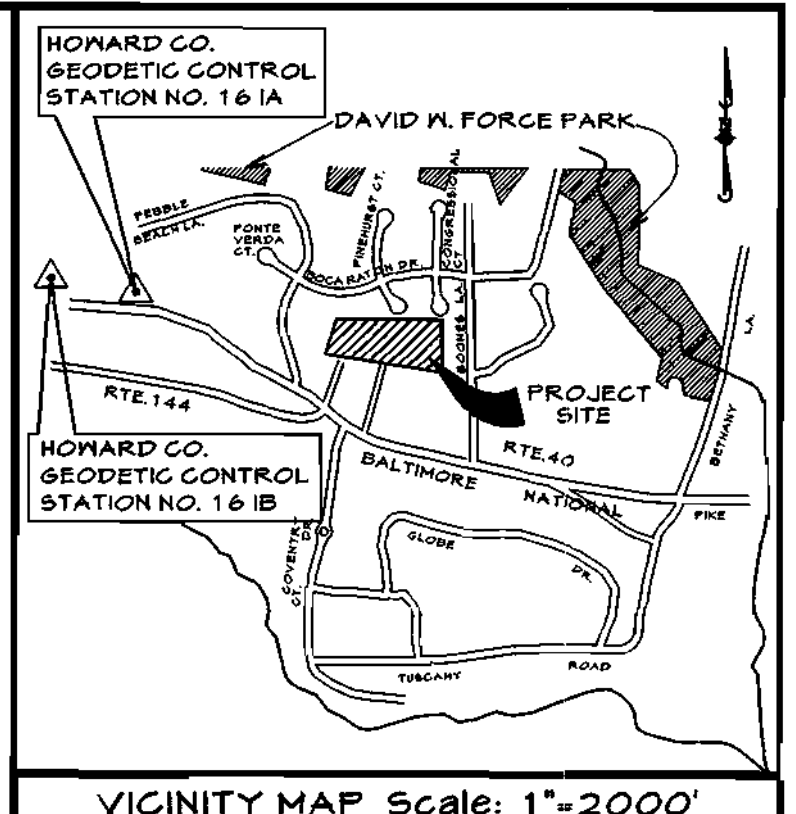 HOWARD CO.
GEODETIC CONTROL
STATION NO. 16 IA
DAVID W. FORCE PARK
PEBBLE
BEACH LA.
PONTE
VERDA
CT.
PINEHURST CT.
CONGRESSIONAL
CT
BOCA RATON DR.
BOONES LA.
LA.
BETHANY
RTE.144
PROJECT
SITE
HOWARD CO.
GEODETIC CONTROL
STATION NO. 16 IB
RTE.40
BALTIMORE
NATIONAL
PIKE
COVENTRY
CT.
DR.
GLOBE
DR.
TUSCANY
ROAD
VICINITY MAP Scale: 1"=2000'